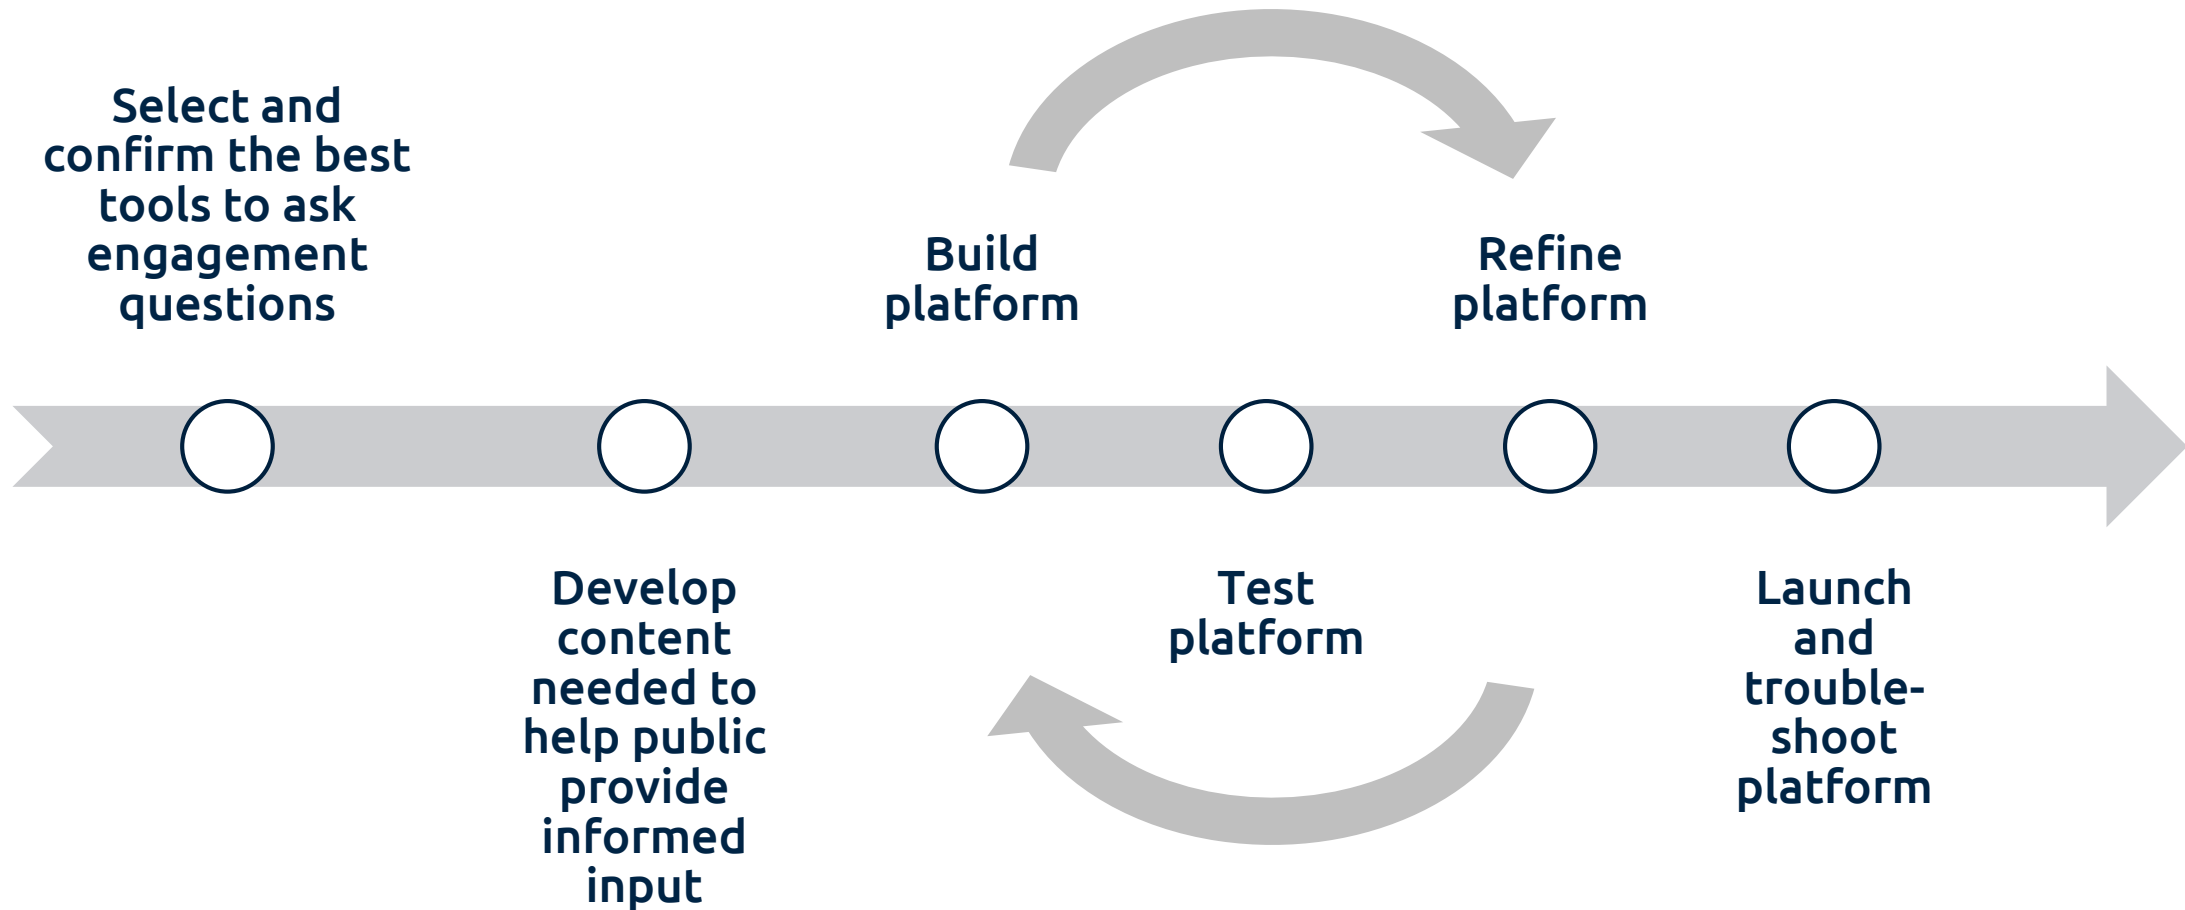 Select and
confirm the best
tools to ask
engagement
questions
Develop
content
needed to
help public
provide
informed
input
Build
platform
Test
platform
Refine
platform
Launch
and
trouble-
shoot
platform